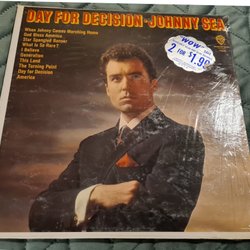 DAY FOR DECISION-JOHNNY SEA
When Johnny Comes Marching Home
God Bless America
Star Spangled Banner
What Is So Rare?
I Believe
Generation
This Land
The Turning Point
Day for Decision
America
WOW
2 FOR $1.99